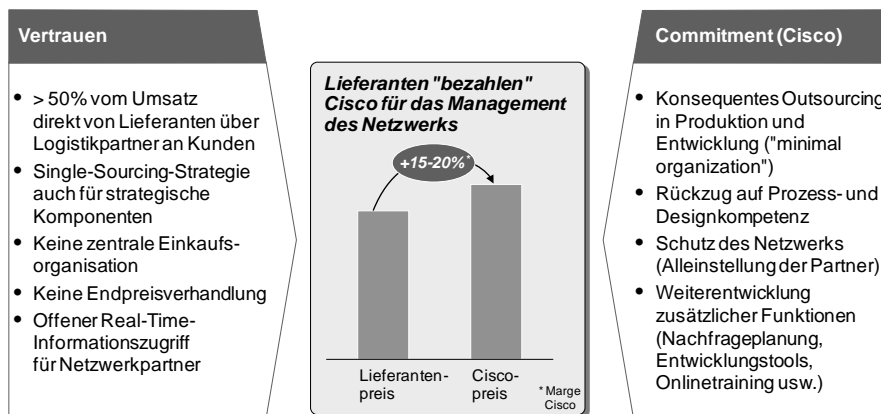 Vertrauen
• > 50% vom Umsatz
direkt von Lieferanten über
Logistikpartner an Kunden
• Single-Sourcing-Strategie
auch für strategische
Komponenten
• Keine zentrale Einkaufs-
organisation
• Keine Endpreisverhandlung
• Offener Real-Time-
Informationszugriff
für Netzwerkpartner
Lieferanten "bezahlen"
Cisco für das Management
des Netzwerks
+15-20%*
Lieferanten-
preis
Cisco-
preis
* Marge
Cisco
Commitment (Cisco)
• Konsequentes Outsourcing
in Produktion und
Entwicklung ("minimal
organization")
• Rückzug auf Prozess- und
Designkompetenz
• Schutz des Netzwerks
(Alleinstellung der Partner)
• Weiterentwicklung
zusätzlicher Funktionen
(Nachfrageplanung,
Entwicklungstools,
Onlinetraining usw.)